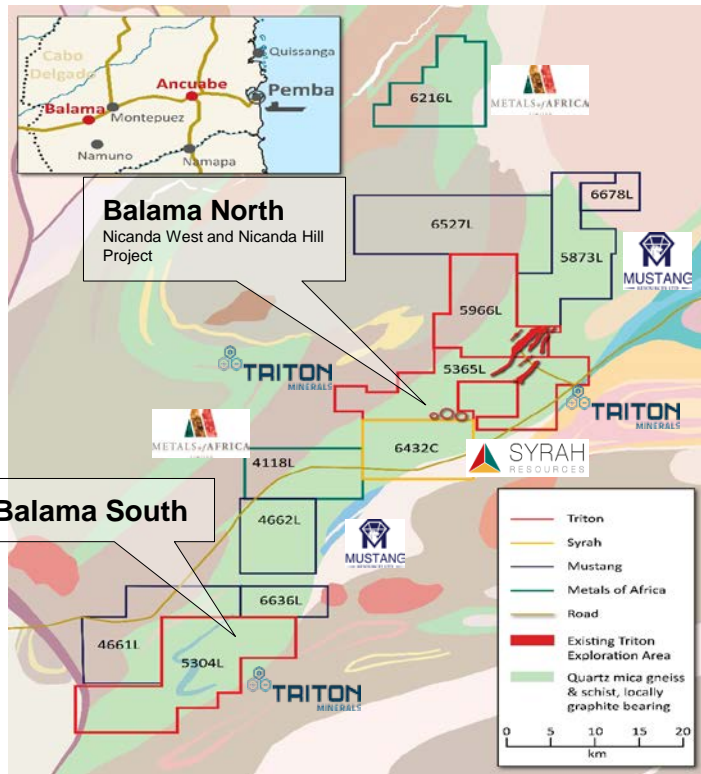 Cabo
Delgado
Quissanga
Ancuabe
Pemba
Balama
Montepuez
Namuno
Namapa
6216L
METALS of AFRICA
Balama North
Nicanda West and Nicanda Hill
Project
6678L
6527L
5873L
MUSTANG
5966L
5365L
TRITON
MINERALS
TRITON
MINERALS
METALS of AFRICA
6432C
SYRAH
RESOURCES
4118L
Balama South
4662L
MUSTANG
6636L
4661L
5304L
TRITON
MINERALS
Triton
Syrah
Mustang
Metals of Africa
Road
Existing Triton
Exploration Area
Quartz mica gneiss
& schist, locally
graphite bearing
0 5 10 15 20
km